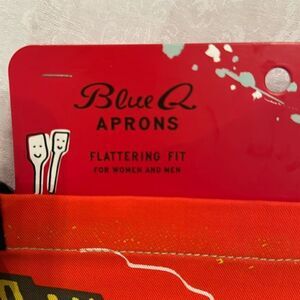 Blue Q
APRONS
FLATTERING FIT
FOR WOMEN AND MEN